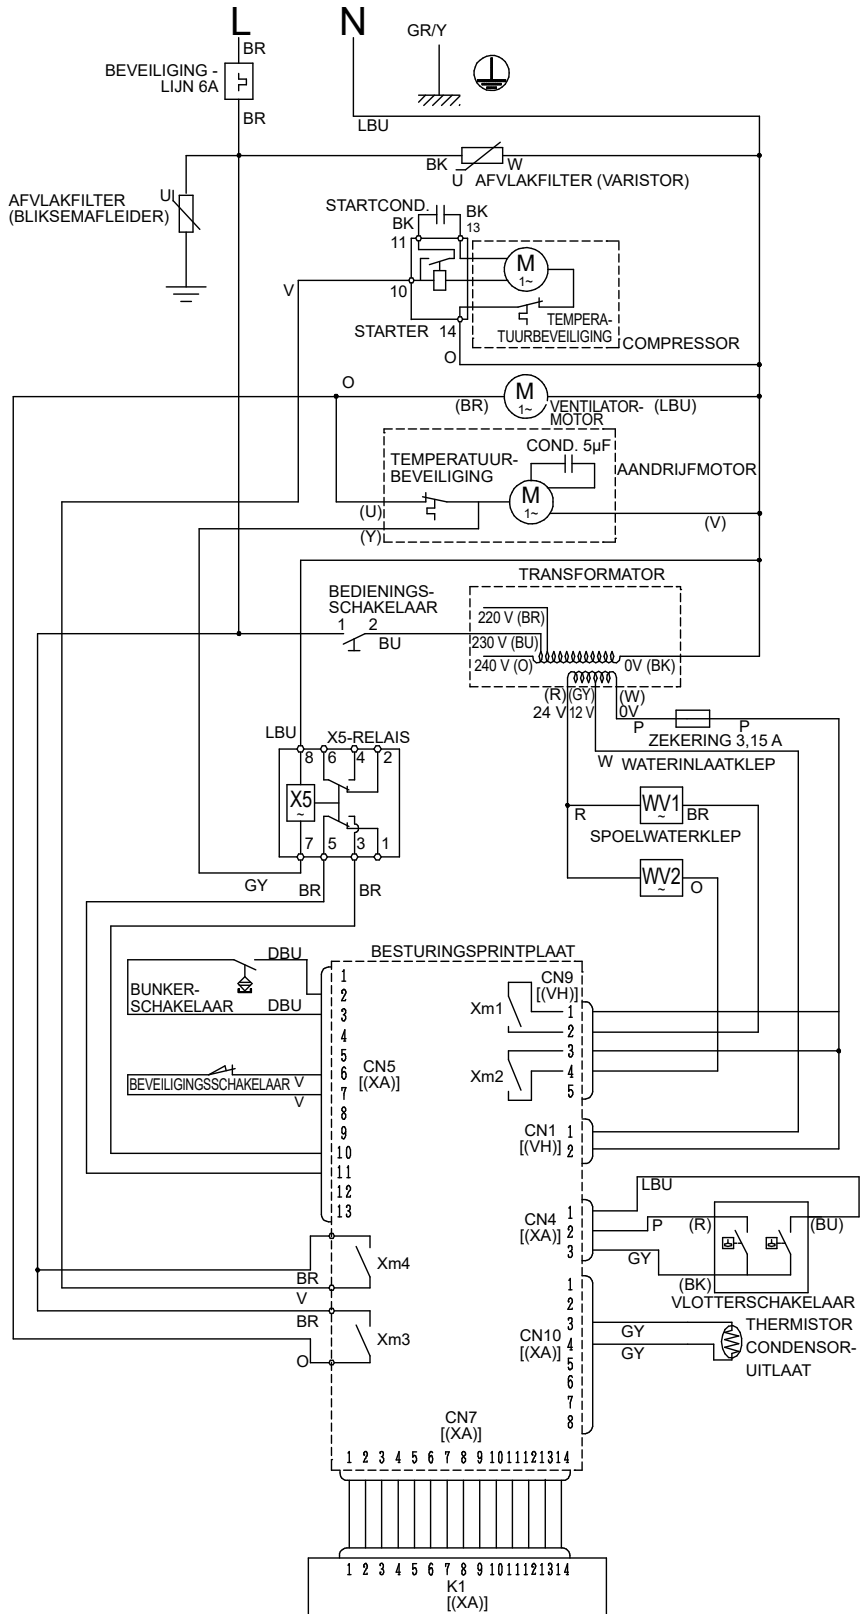 L N
GR/Y
BR
BEVEILIGING -
LIJN 6A
BR
LBU
BK W
U AFVLAKFILTER (VARISTOR)
AFVLAKFILTER
(BLIKSEMAFLEIDER)
U
STARTCOND.
BK BK
11 13
M
1~
V
10
TEMPERA-
TUURBEVEILIGING
STARTER 14
COMPRESSOR
O
O
M
1~
(BR) VENTILATOR-
MOTOR
(LBU)
COND. 5µF
TEMPERATUUR-
BEVEILIGING
AANDRIJFMOTOR
M
1~
(U)
(Y)
(V)
TRANSFORMATOR
BEDIENINGS-
SCHAKELAAR
1 2
BU
220 V (BR)
230 V (BU)
240 V (O) 0V (BK)
(R) (GY) (W)
24 V 12 V 0V
P P
ZEKERING 3,15 A
W WATERINLAATKLEP
LBU X5-RELAIS
8 6 4 2
X5
~
7 5 3 1
R WV1
~
BR
SPOELWATERKLEP
WV2
~
O
GY BR BR
BESTURINGSPRINTPLAAT
DBU
BUNKER-
SCHAKELAAR
DBU
BEVEILIGINGSSCHAKELAAR V
V
1
2
3
4
5
6
7
8
9
10
11
12
13
CN5
[(XA)]
CN9
[(VH)]
Xm1
Xm2
1
2
3
4
5
CN1
[(VH)]
1
2
CN4
[(XA)]
1
2
3
LBU
P (R) (BU)
GY
(BK)
VLOTTERSCHAKELAAR
Xm4
BR
V
BR
Xm3
O
CN10
[(XA)]
1
2
3
4
5
6
7
8
GY
GY
THERMISTOR
CONDENSOR-
UITLAAT
CN7
[(XA)]
1 2 3 4 5 6 7 8 9 10 11 12 13 14
1 2 3 4 5 6 7 8 9 10 11 12 13 14
K1
[(XA)]